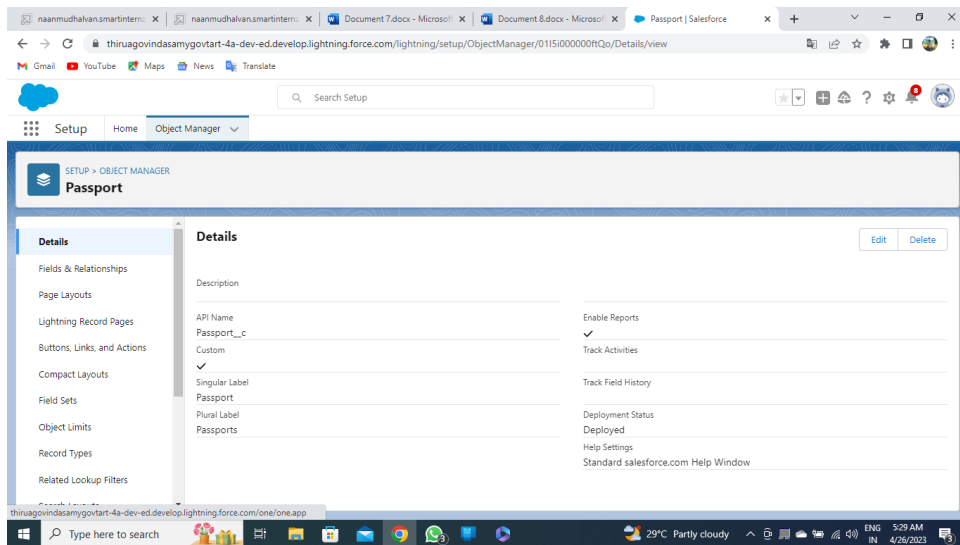 naanmudhalvan.smartinterns
naanmudhalvan.smartinterns
Document 7.docx - Microsoft
Document 8.docx - Microsoft
Passport | Salesforce
thiruagovindasamygovtart-4a-dev-ed.develop.lightning.force.com/lightning/setup/ObjectManager/01I5i000000ftQo/Details/view
Gmail YouTube Maps News Translate
Search Setup
8
Setup Home Object Manager
SETUP > OBJECT MANAGER
Passport
Details
Fields & Relationships
Page Layouts
Lightning Record Pages
Buttons, Links, and Actions
Compact Layouts
Field Sets
Object Limits
Record Types
Related Lookup Filters
Details
Edit Delete
Description
API Name
Passport__c
Custom
Singular Label
Passport
Plural Label
Passports
Enable Reports
Track Activities
Track Field History
Deployment Status
Deployed
Help Settings
Standard salesforce.com Help Window
thiruagovindasamygovtart-4a-dev-ed.develop.lightning.force.com/one/one.app
Type here to search
29°C Partly cloudy
ENG
IN
5:29 AM
4/26/2023